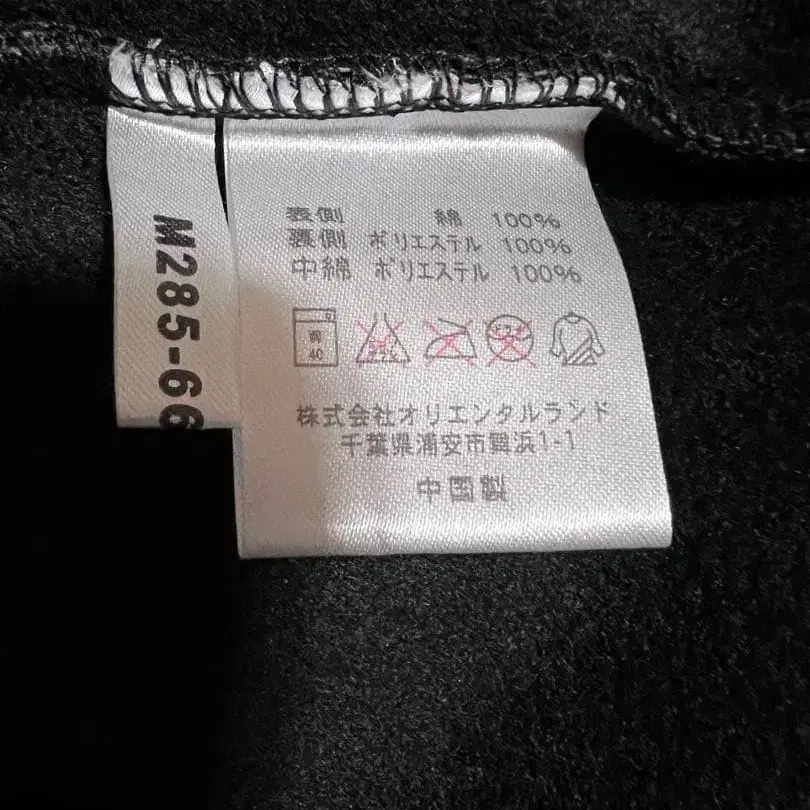 M285-66
表側 綿 100%
裏側 ポリエステル 100%
中綿 ポリエステル 100%
弱
40
株式会社オリエンタルランド
千葉県浦安市舞浜1-1
中国製